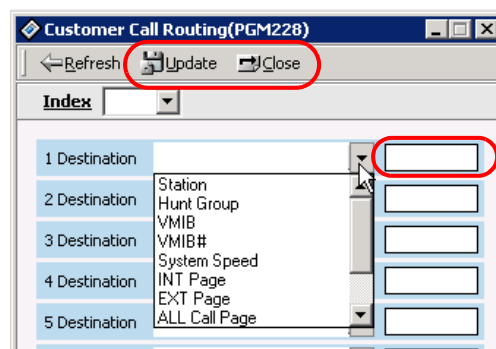 Customer Call Routing(PGM228)
Refresh Update Close
Index
1 Destination
Station
2 Destination
Hunt Group
VMIB
3 Destination
VMIB#
System Speed
4 Destination
INT Page
EXT Page
5 Destination
ALL Call Page